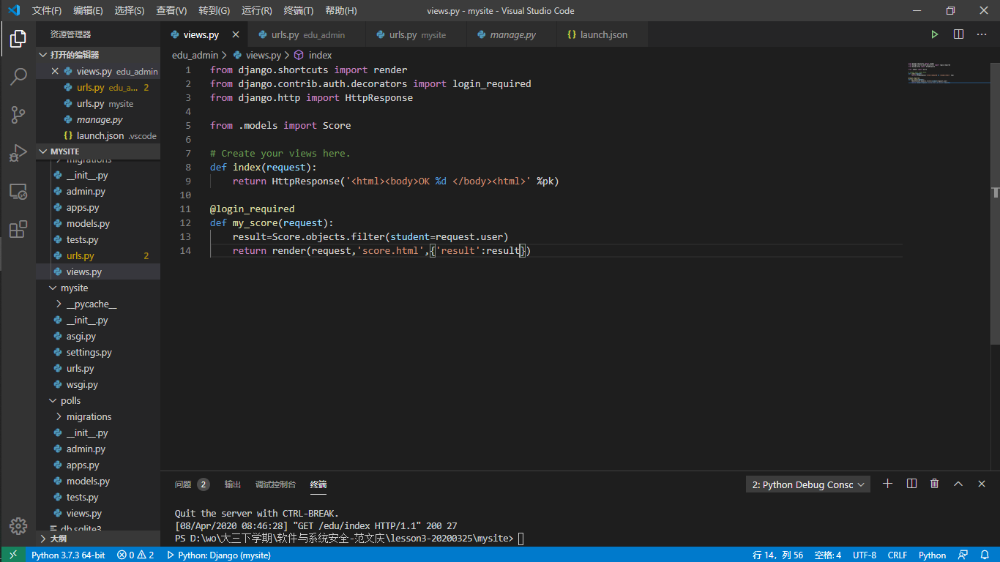 文件(F) 编辑(E) 选择(S) 查看(V) 转到(G) 运行(R) 终端(T) 帮助(H) views.py - mysite - Visual Studio Code
资源管理器
views.py urls.py edu_admin urls.py mysite manage.py launch.json
打开的编辑器
views.py edu_admin
urls.py edu_a... 2
urls.py mysite
manage.py
launch.json .vscode
MYSITE
migrations
__init__.py
admin.py
apps.py
models.py
tests.py
urls.py 2
views.py
mysite
__pycache__
__init__.py
asgi.py
settings.py
urls.py
wsgi.py
polls
migrations
__init__.py
admin.py
apps.py
models.py
tests.py
views.py
db.sqlite3
大纲
edu_admin > views.py > index
1 from django.shortcuts import render
2 from django.contrib.auth.decorators import login_required
3 from django.http import HttpResponse
4
5 from .models import Score
6
7 # Create your views here.
8 def index(request):
9     return HttpResponse('<html><body>OK %d </body><html>' %pk)
10
11 @login_required
12 def my_score(request):
13     result=Score.objects.filter(student=request.user)
14     return render(request,'score.html',{'result':result})
问题 2 输出 调试控制台 终端 2: Python Debug Consc
Quit the server with CTRL-BREAK.
[08/Apr/2020 08:46:28] "GET /edu/index HTTP/1.1" 200 27
PS D:\wo\大三下学期\软件与系统安全-范文庆\lesson3-20200325\mysite>
Python 3.7.3 64-bit 0 2 Python: Django (mysite) 行 14，列 56 空格: 4 UTF-8 CRLF Python